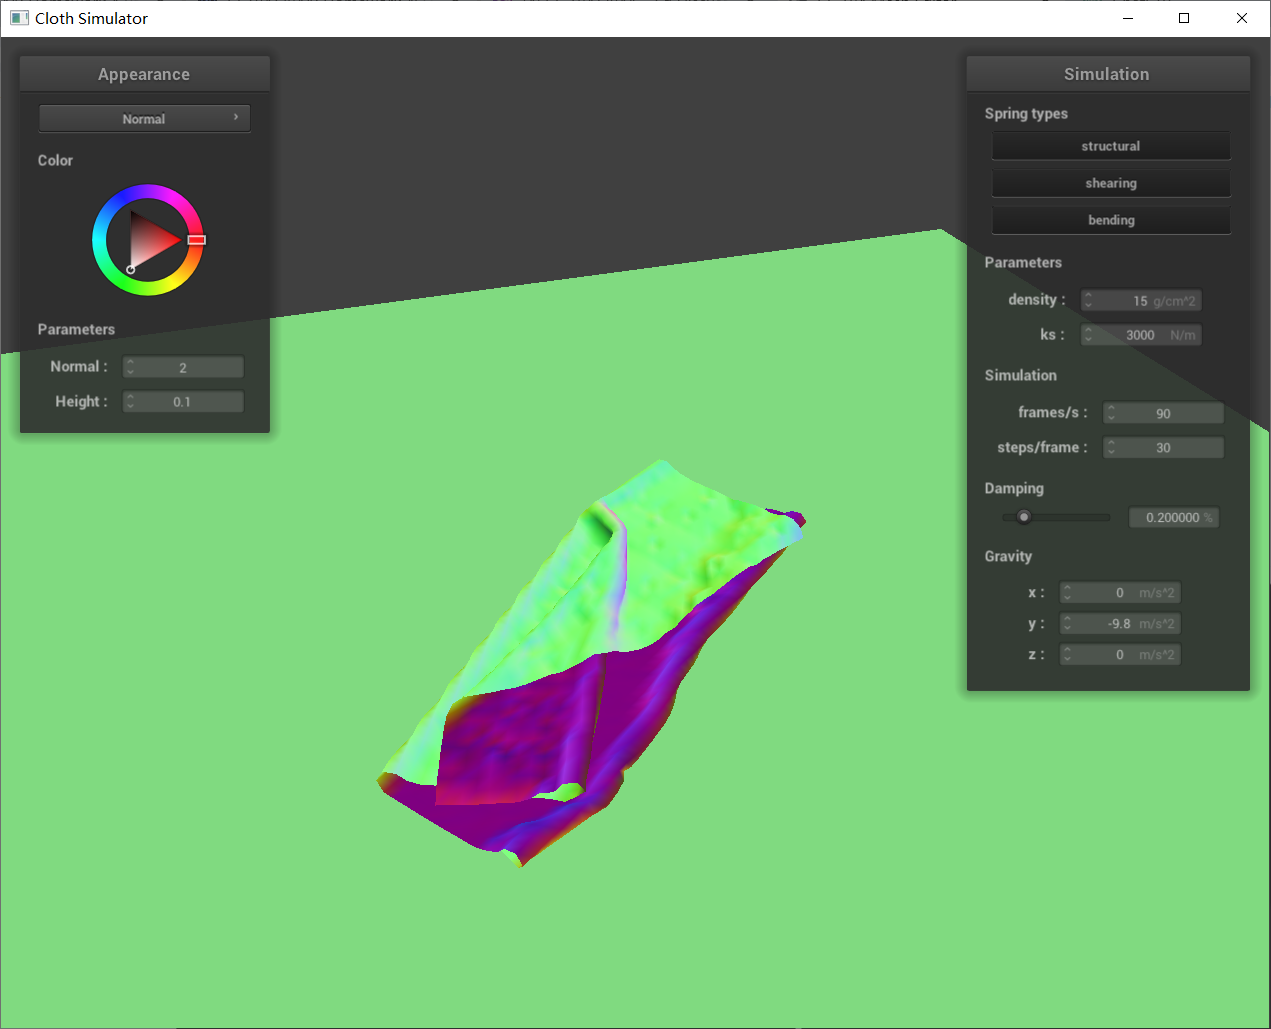 Cloth Simulator
Appearance
Normal
Color
Parameters
Normal : 2
Height : 0.1
Simulation
Spring types
structural
shearing
bending
Parameters
density : 15 g/cm^2
ks : 3000 N/m
Simulation
frames/s : 90
steps/frame : 30
Damping
0.200000 %
Gravity
x : 0 m/s^2
y : -9.8 m/s^2
z : 0 m/s^2